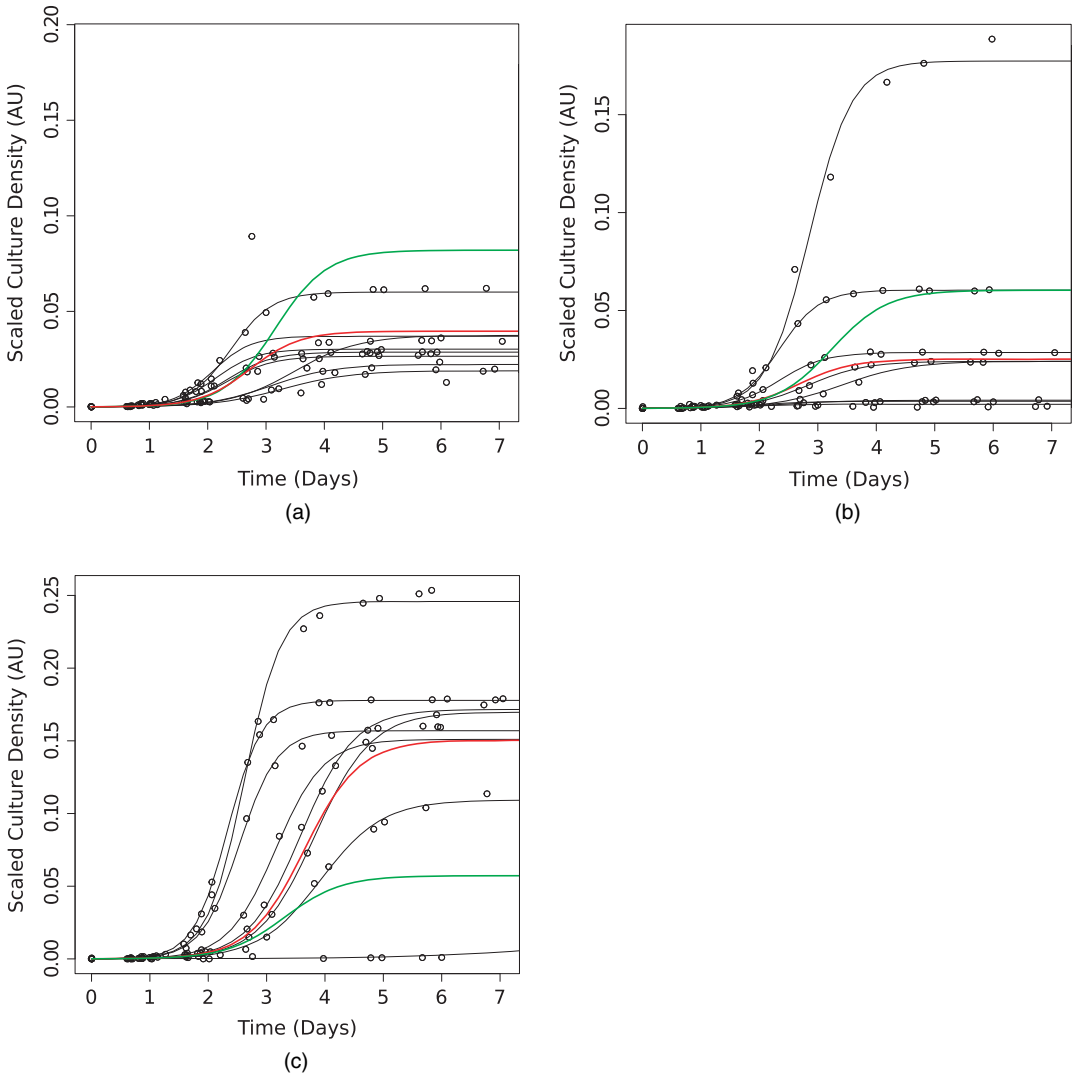 Scaled Culture Density (AU)
0.00 0.05 0.10 0.15 0.20
0 1 2 3 4 5 6 7
Time (Days)
(a)
Scaled Culture Density (AU)
0.00 0.05 0.10 0.15
0 1 2 3 4 5 6 7
Time (Days)
(b)
Scaled Culture Density (AU)
0.00 0.05 0.10 0.15 0.20 0.25
0 1 2 3 4 5 6 7
Time (Days)
(c)